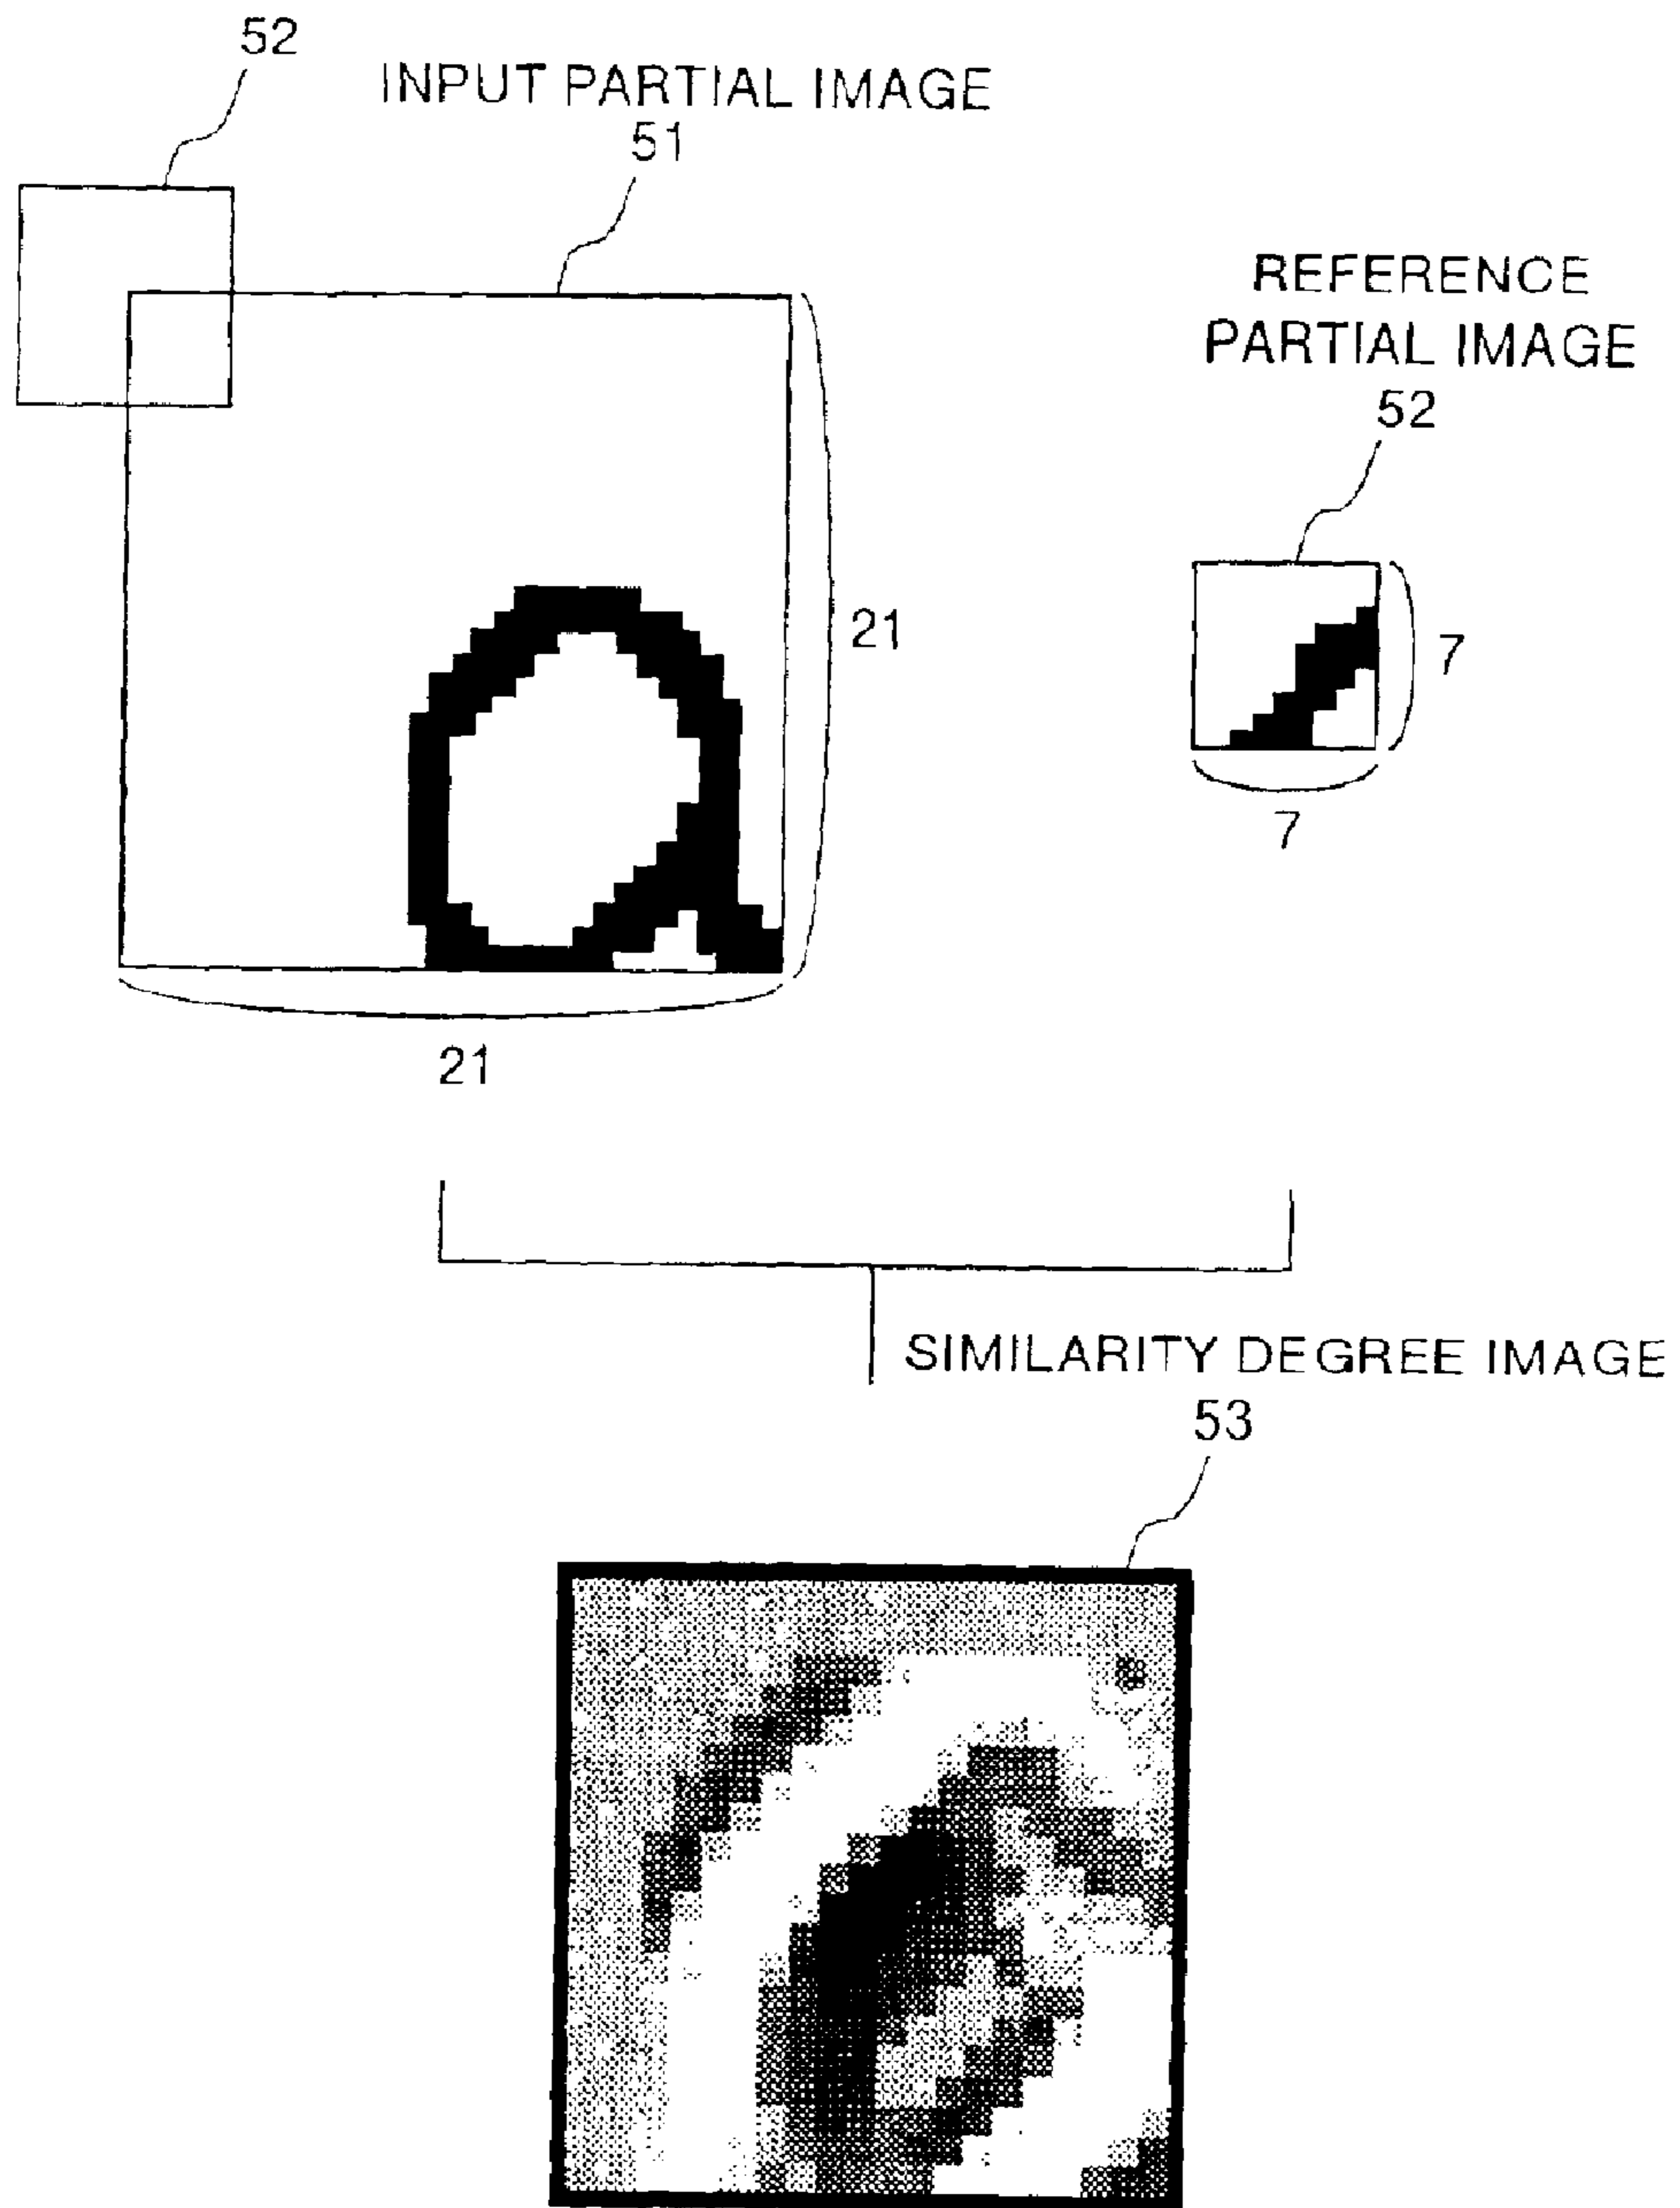 52
INPUT PARTIAL IMAGE
51
REFERENCE
PARTIAL IMAGE
52
21
7
7
21
SIMILARITY DEGREE IMAGE
53